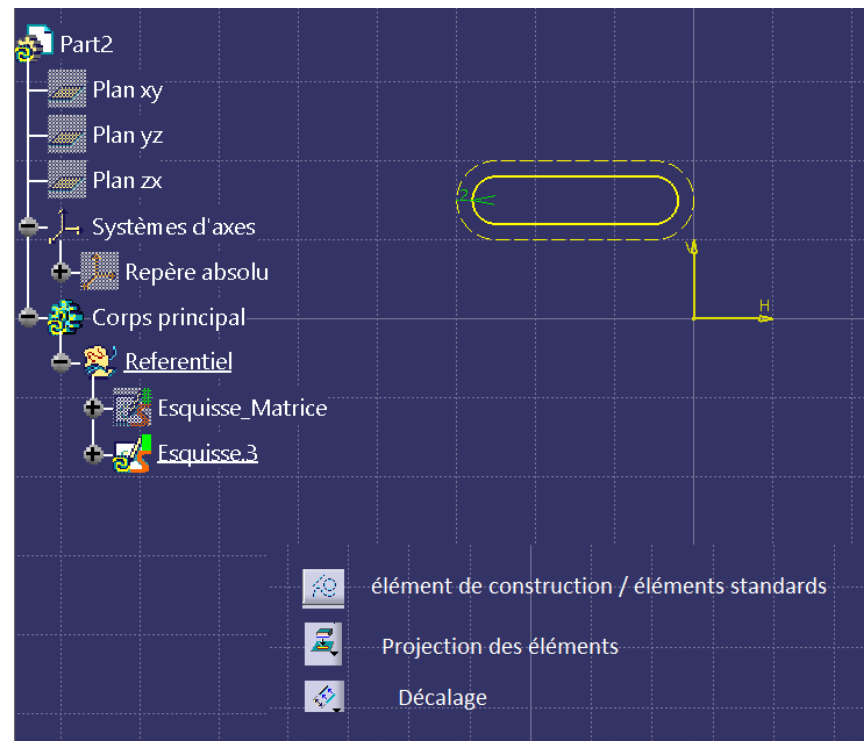 Part2
Plan xy
Plan yz
Plan zx
Systèmes d'axes
Repère absolu
Corps principal
Referentiel
Esquisse_Matrice
Esquisse.3
2
V
H
élément de construction / éléments standards
Projection des éléments
Décalage